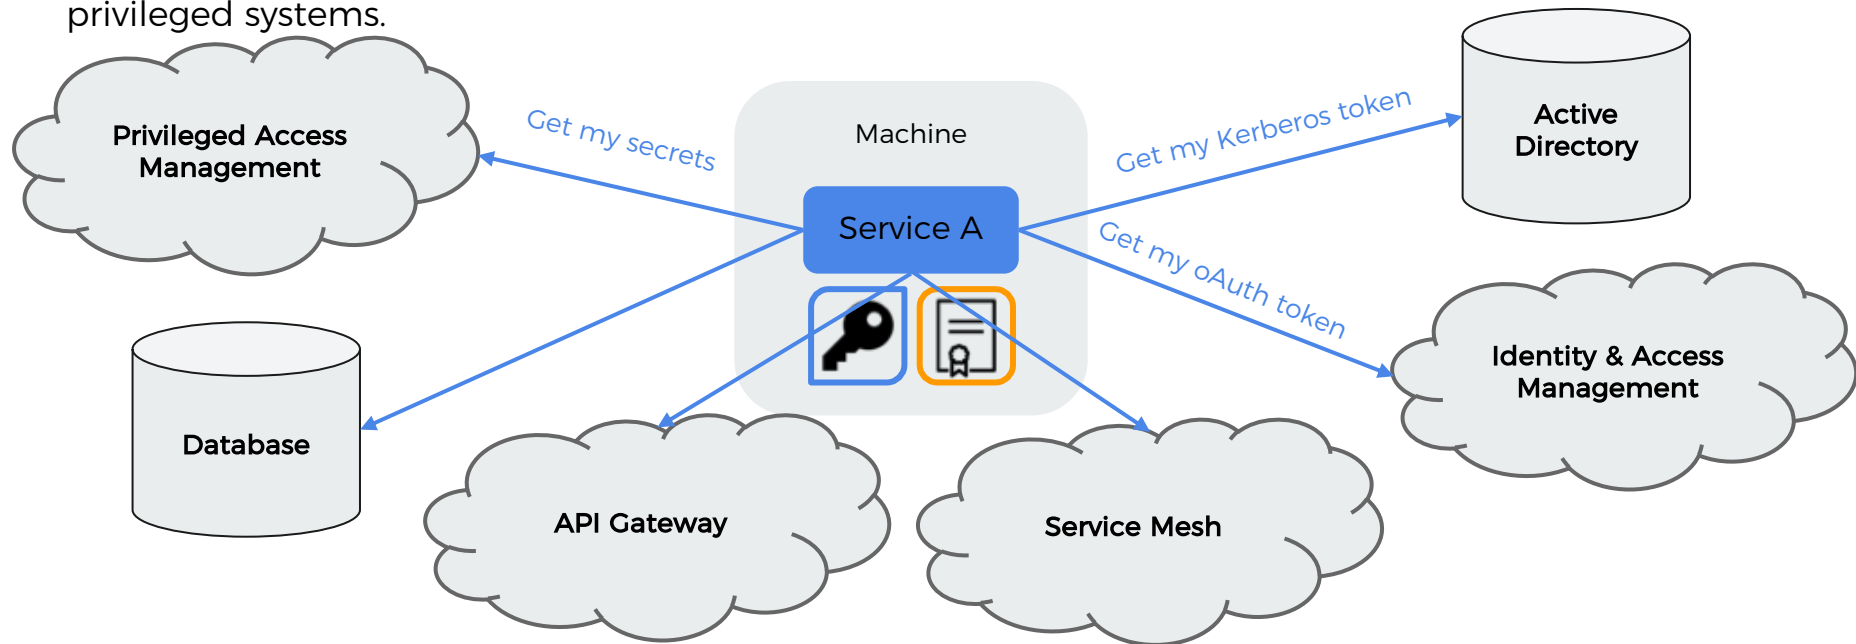 privileged systems.
Privileged Access
Management
Get my secrets
Machine
Service A
Get my Kerberos token
Active
Directory
Get my oAuth token
Identity & Access
Management
Database
API Gateway
Service Mesh